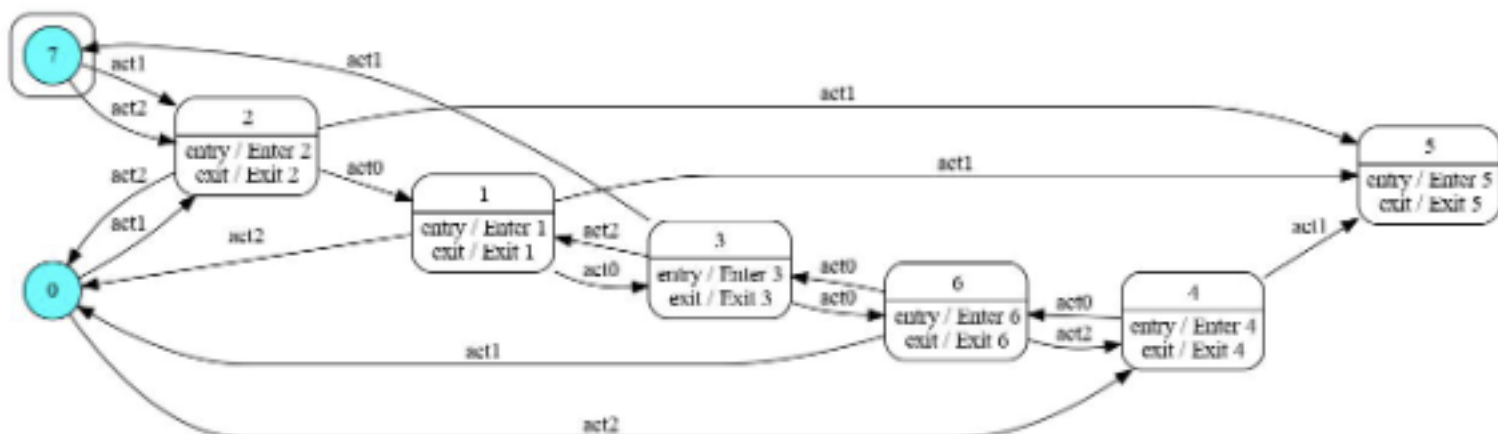 7
act1
act1
act2
2
entry / Enter 2
exit / Exit 2
act1
5
entry / Enter 5
exit / Exit 5
act2
act1
act0
1
entry / Enter 1
exit / Exit 1
act1
act2
act2
act0
3
entry / Enter 3
exit / Exit 3
act1
0
act0
act0
6
entry / Enter 6
exit / Exit 6
act0
act2
4
entry / Enter 4
exit / Exit 4
act1
act2